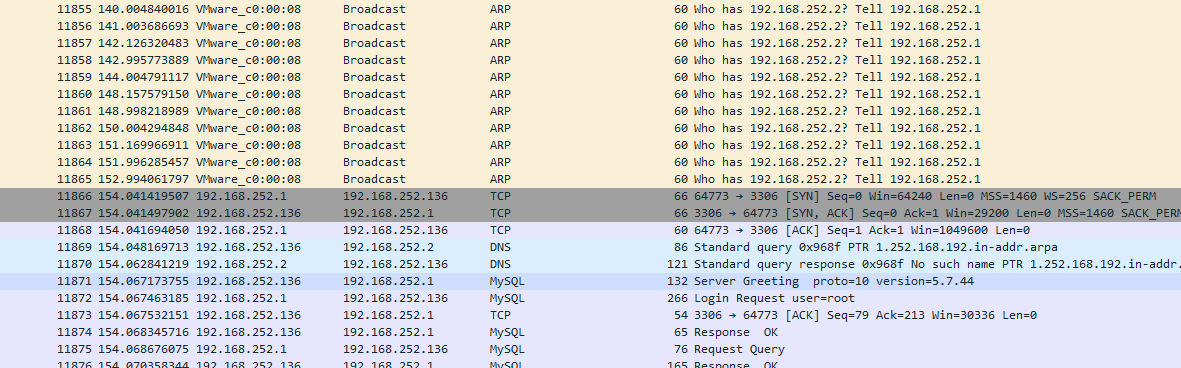 11855 140.004840016 VMware_c0:00:08 Broadcast ARP 60 Who has 192.168.252.2? Tell 192.168.252.1
11856 141.003686693 VMware_c0:00:08 Broadcast ARP 60 Who has 192.168.252.2? Tell 192.168.252.1
11857 142.126320483 VMware_c0:00:08 Broadcast ARP 60 Who has 192.168.252.2? Tell 192.168.252.1
11858 142.995773889 VMware_c0:00:08 Broadcast ARP 60 Who has 192.168.252.2? Tell 192.168.252.1
11859 144.004791117 VMware_c0:00:08 Broadcast ARP 60 Who has 192.168.252.2? Tell 192.168.252.1
11860 148.157579150 VMware_c0:00:08 Broadcast ARP 60 Who has 192.168.252.2? Tell 192.168.252.1
11861 148.998218989 VMware_c0:00:08 Broadcast ARP 60 Who has 192.168.252.2? Tell 192.168.252.1
11862 150.004294848 VMware_c0:00:08 Broadcast ARP 60 Who has 192.168.252.2? Tell 192.168.252.1
11863 151.169966911 VMware_c0:00:08 Broadcast ARP 60 Who has 192.168.252.2? Tell 192.168.252.1
11864 151.996285457 VMware_c0:00:08 Broadcast ARP 60 Who has 192.168.252.2? Tell 192.168.252.1
11865 152.994061797 VMware_c0:00:08 Broadcast ARP 60 Who has 192.168.252.2? Tell 192.168.252.1
11866 154.041419507 192.168.252.1 192.168.252.136 TCP 66 64773 → 3306 [SYN] Seq=0 Win=64240 Len=0 MSS=1460 WS=256 SACK_PERM
11867 154.041497902 192.168.252.136 192.168.252.1 TCP 66 3306 → 64773 [SYN, ACK] Seq=0 Ack=1 Win=29200 Len=0 MSS=1460 SACK_PERM
11868 154.041694050 192.168.252.1 192.168.252.136 TCP 60 64773 → 3306 [ACK] Seq=1 Ack=1 Win=1049600 Len=0
11869 154.048169713 192.168.252.136 192.168.252.2 DNS 86 Standard query 0x968f PTR 1.252.168.192.in-addr.arpa
11870 154.062841219 192.168.252.2 192.168.252.136 DNS 121 Standard query response 0x968f No such name PTR 1.252.168.192.in-addr.
11871 154.067173755 192.168.252.136 192.168.252.1 MySQL 132 Server Greeting proto=10 version=5.7.44
11872 154.067463185 192.168.252.1 192.168.252.136 MySQL 266 Login Request user=root
11873 154.067532151 192.168.252.136 192.168.252.1 TCP 54 3306 → 64773 [ACK] Seq=79 Ack=213 Win=30336 Len=0
11874 154.068345716 192.168.252.136 192.168.252.1 MySQL 65 Response OK
11875 154.068676075 192.168.252.1 192.168.252.136 MySQL 76 Request Query
11876 154.070358344 192.168.252.136 192.168.252.1 MySQL 165 Response OK